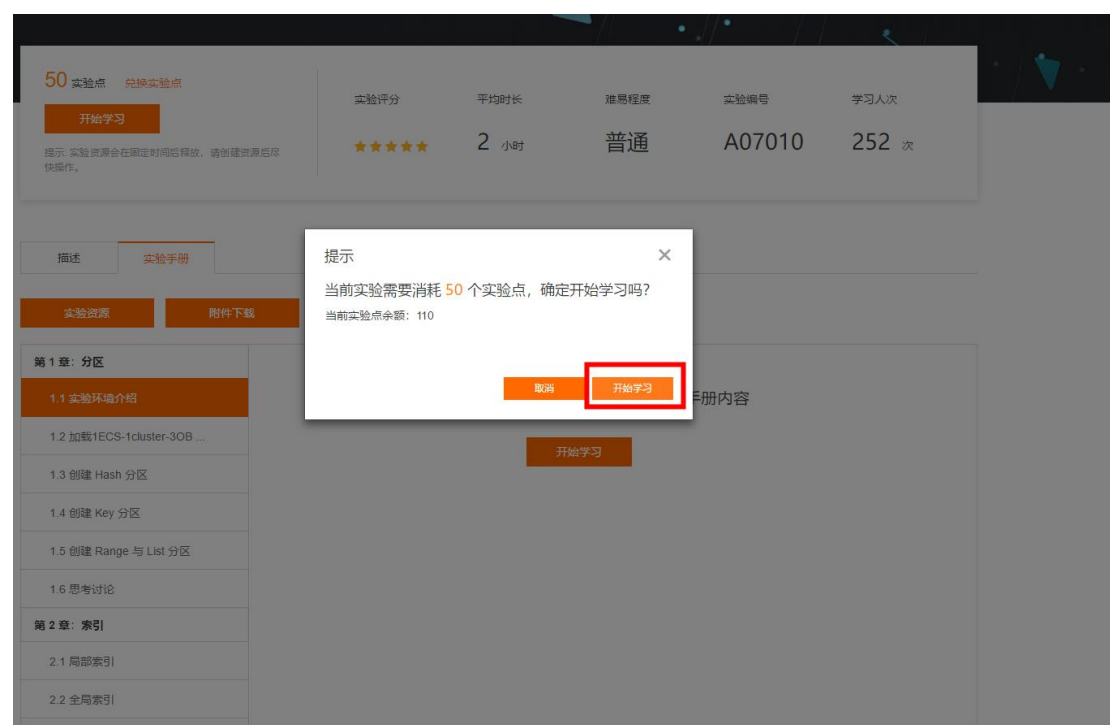 50 实验点 兑换实验点
开始学习
提示: 实验资源会在固定时间后释放, 请创建资源后尽
快操作。
实验评分 平均时长 难易程度 实验编号 学习人次
2 小时 普通 A07010 252 次
描述 实验手册
实验资源 附件下载
提示
当前实验需要消耗 50 个实验点, 确定开始学习吗?
当前实验点余额: 110
取消 开始学习
手册内容
开始学习
第 1 章: 分区
1.1 实验环境介绍
1.2 加载1ECS-1cluster-3OB ...
1.3 创建 Hash 分区
1.4 创建 Key 分区
1.5 创建 Range 与 List 分区
1.6 思考讨论
第 2 章: 索引
2.1 局部索引
2.2 全局索引